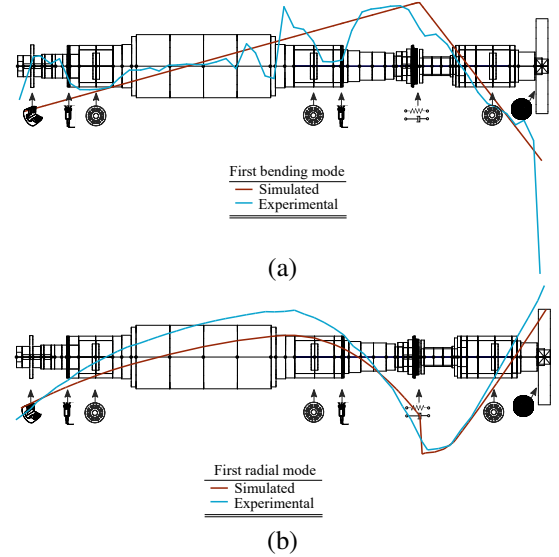 First bending mode
Simulated
Experimental
(a)
First radial mode
Simulated
Experimental
(b)